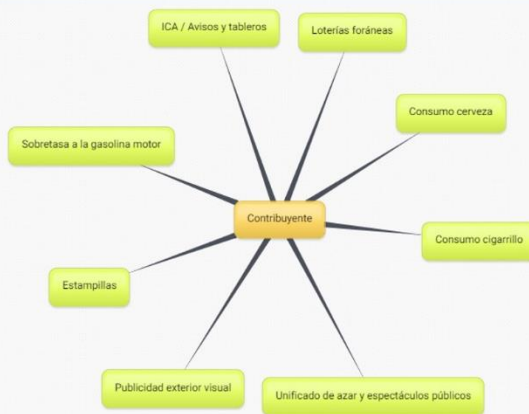 ICA / Avisos y tableros
Loterías foráneas
Consumo cerveza
Sobretasa a la gasolina motor
Contribuyente
Consumo cigarrillo
Estampillas
Publicidad exterior visual
Unificado de azar y espectáculos públicos